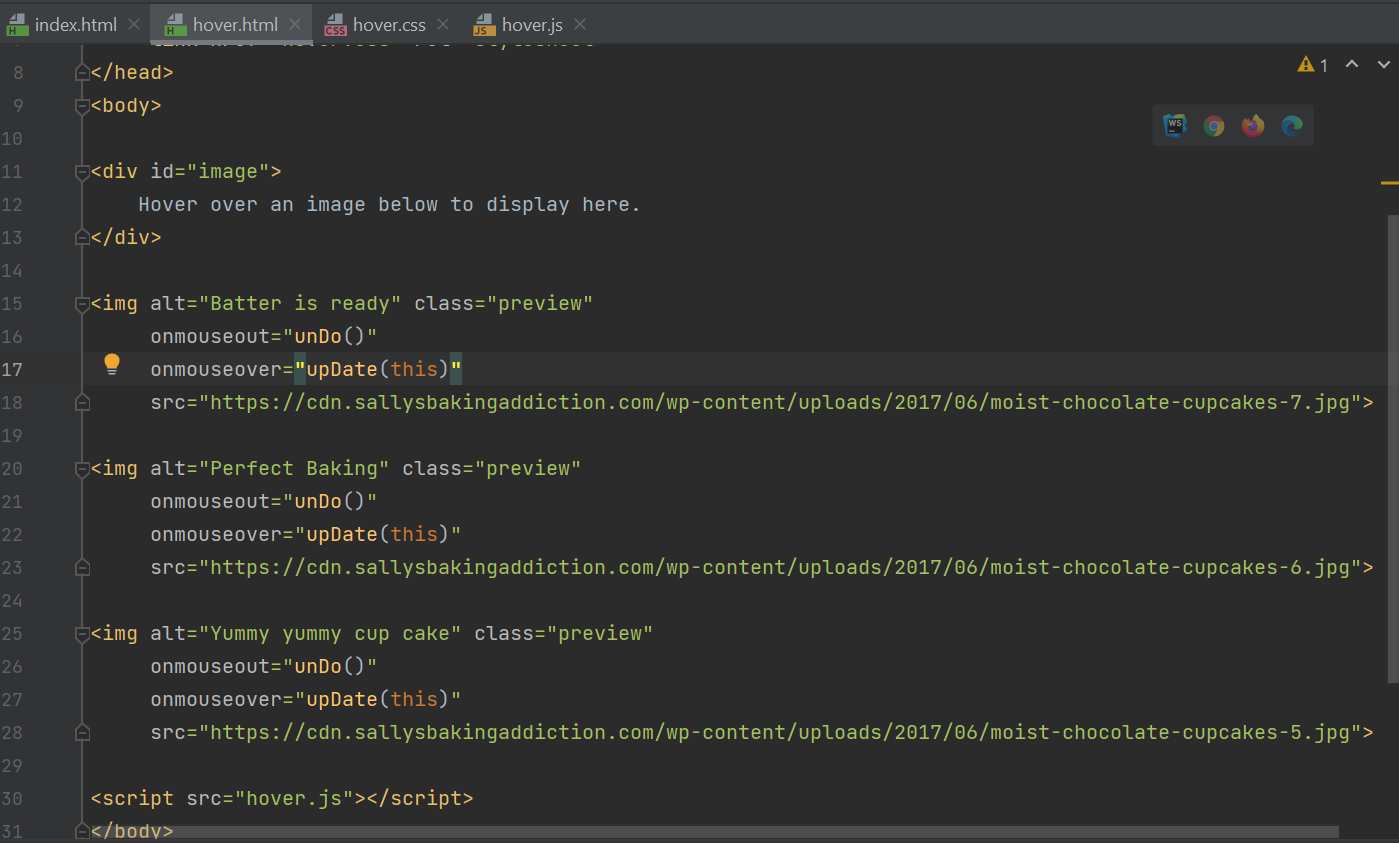 index.html hover.html hover.css hover.js
8 </head>
1
9 <body>
10
WS
11 <div id="image">
12 Hover over an image below to display here.
13 </div>
14
15 <img alt="Batter is ready" class="preview"
16 onmouseout="unDo()"
17 onmouseover="upDate(this)"
18 src="https://cdn.sallysbakingaddiction.com/wp-content/uploads/2017/06/moist-chocolate-cupcakes-7.jpg">
19
20 <img alt="Perfect Baking" class="preview"
21 onmouseout="unDo()"
22 onmouseover="upDate(this)"
23 src="https://cdn.sallysbakingaddiction.com/wp-content/uploads/2017/06/moist-chocolate-cupcakes-6.jpg">
24
25 <img alt="Yummy yummy cup cake" class="preview"
26 onmouseout="unDo()"
27 onmouseover="upDate(this)"
28 src="https://cdn.sallysbakingaddiction.com/wp-content/uploads/2017/06/moist-chocolate-cupcakes-5.jpg">
29
30 <script src="hover.js"></script>
31 </body>